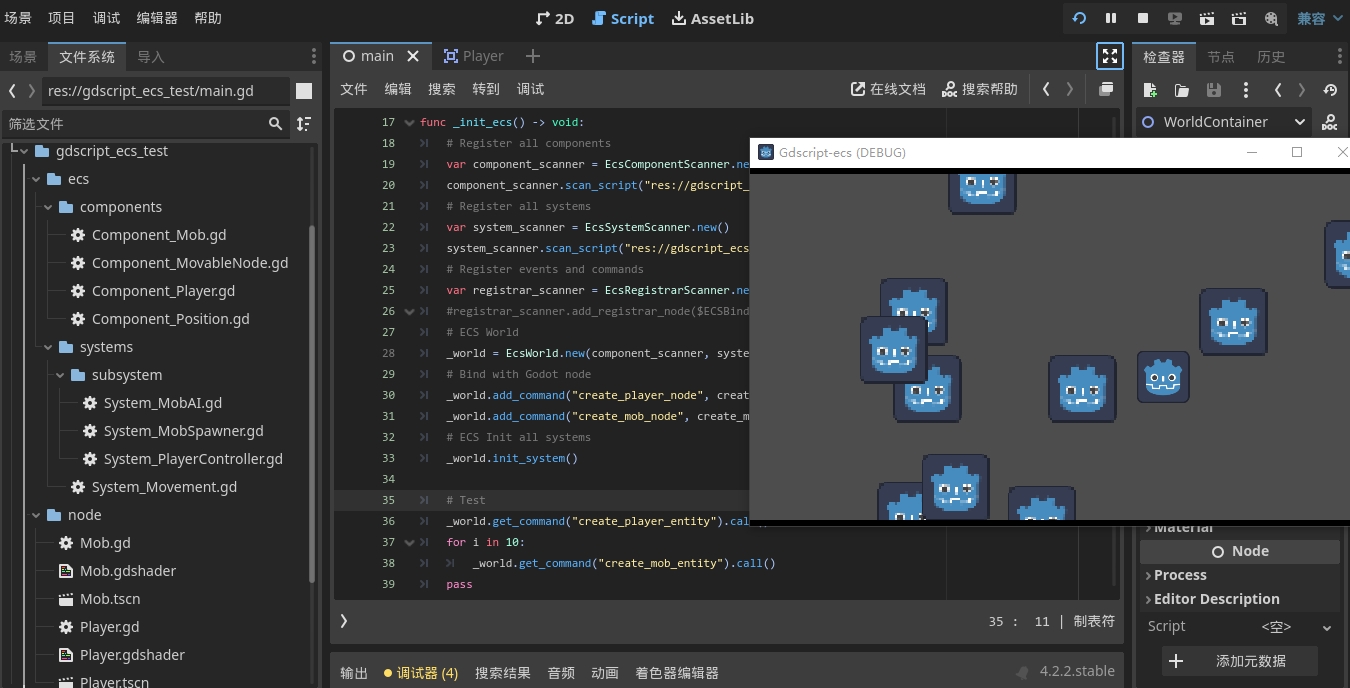 场景 项目 调试 编辑器 帮助
2D Script AssetLib
兼容
场景 文件系统 导入
res://gdscript_ecs_test/main.gd
筛选文件
gdscript_ecs_test
ecs
components
Component_Mob.gd
Component_MovableNode.gd
Component_Player.gd
Component_Position.gd
systems
subsystem
System_MobAI.gd
System_MobSpawner.gd
System_PlayerController.gd
System_Movement.gd
node
Mob.gd
Mob.gdshader
Mob.tscn
Player.gd
Player.gdshader
Player.tscn
main Player
文件 编辑 搜索 转到 调试
在线文档 搜索帮助
17 func _init_ecs() -> void:
18 # Register all components
19 var component_scanner = EcsComponentScanner.ne
20 component_scanner.scan_script("res://gdscript_
21 # Register all systems
22 var system_scanner = EcsSystemScanner.new()
23 system_scanner.scan_script("res://gdscript_ecs
24 # Register events and commands
25 var registrar_scanner = EcsRegistrarScanner.ne
26 #registrar_scanner.add_registrar_node($ECSBind
27 # ECS World
28 _world = EcsWorld.new(component_scanner, syste
29 # Bind with Godot node
30 _world.add_command("create_player_node", creat
31 _world.add_command("create_mob_node", create_m
32 # ECS Init all systems
33 _world.init_system()
34
35 # Test
36 _world.get_command("create_player_entity").cal
37 for i in 10:
38 _world.get_command("create_mob_entity").call()
39 pass
35 : 11 | 制表符
输出 调试器 (4) 搜索结果 音频 动画 着色器编辑器
4.2.2.stable
Gdscript-ecs (DEBUG)
检查器 节点 历史
WorldContainer
Material
Node
Process
Editor Description
Script <空>
添加元数据